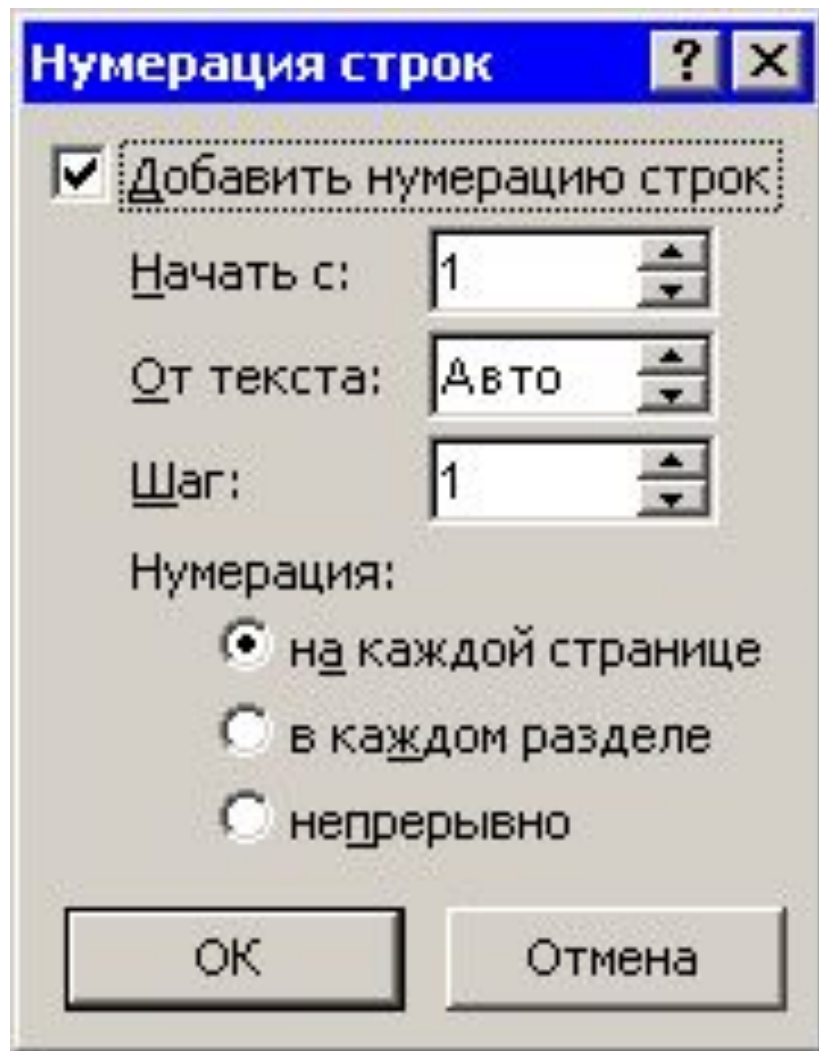 Нумерация строк ?
Добавить нумерацию строк
Начать с: 1
От текста: Авто
Шаг: 1
Нумерация:
на каждой странице
в каждом разделе
непрерывно
ОК Отмена